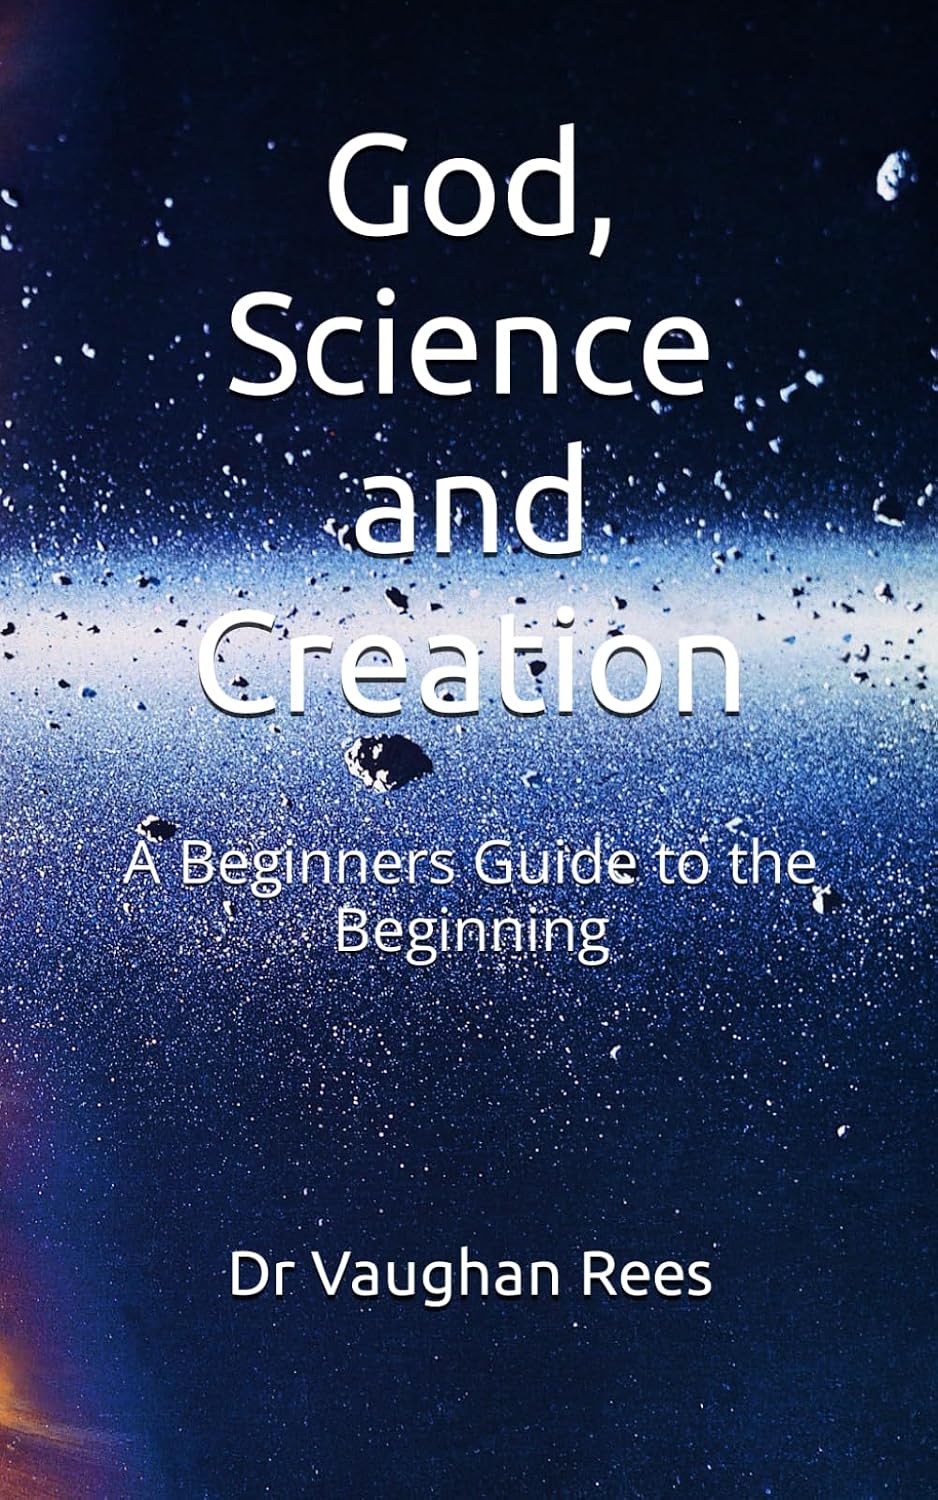 God,
Science
and
Creation
A Beginners Guide to the
Beginning
Dr Vaughan Rees